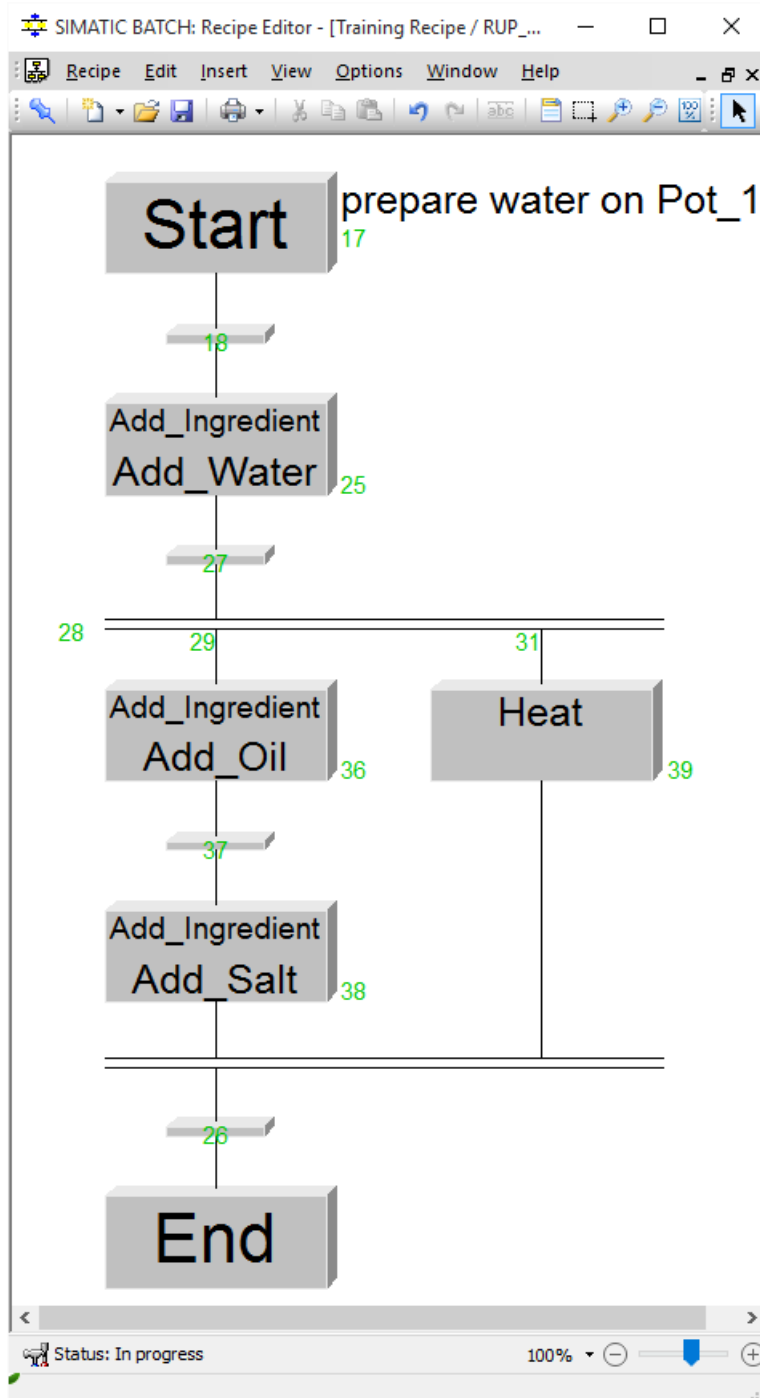 SIMATIC BATCH: Recipe Editor - [Training Recipe / RUP_...
Recipe Edit Insert View Options Window Help
abc 100%
Start
prepare water on Pot_1
17
18
Add_Ingredient
Add_Water
25
27
28
29
31
Add_Ingredient
Add_Oil
36
Heat
39
37
Add_Ingredient
Add_Salt
38
26
End
Status: In progress 100%